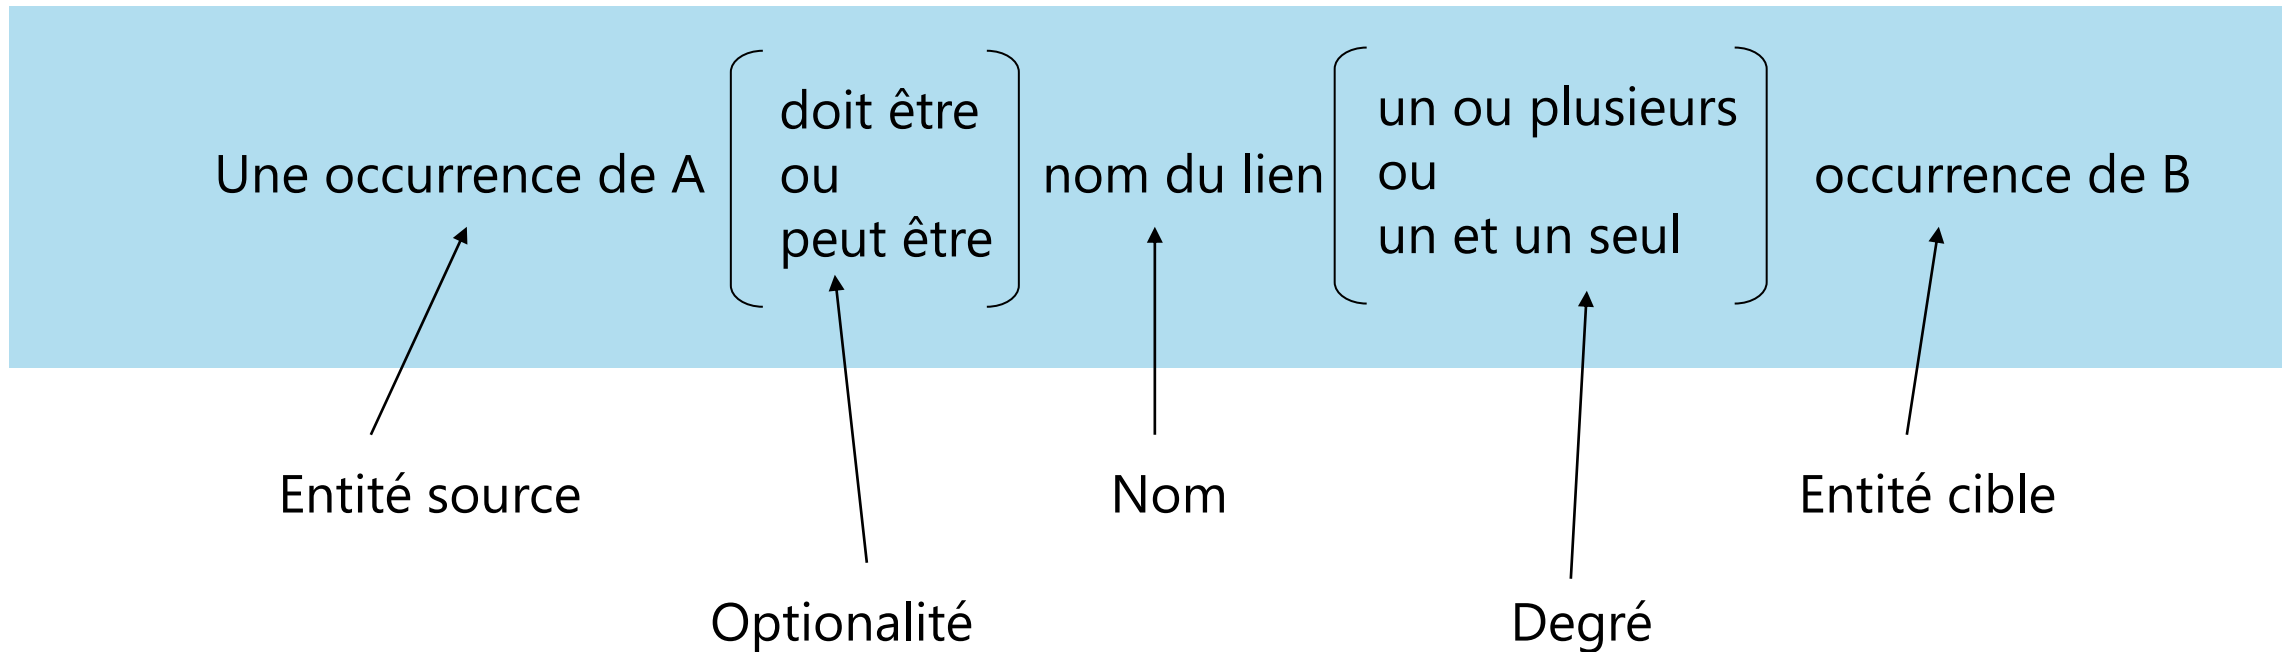 Une occurrence de A
doit être
ou
peut être
nom du lien
un ou plusieurs
ou
un et un seul
occurrence de B
Entité source
Nom
Entité cible
Optionalité
Degré